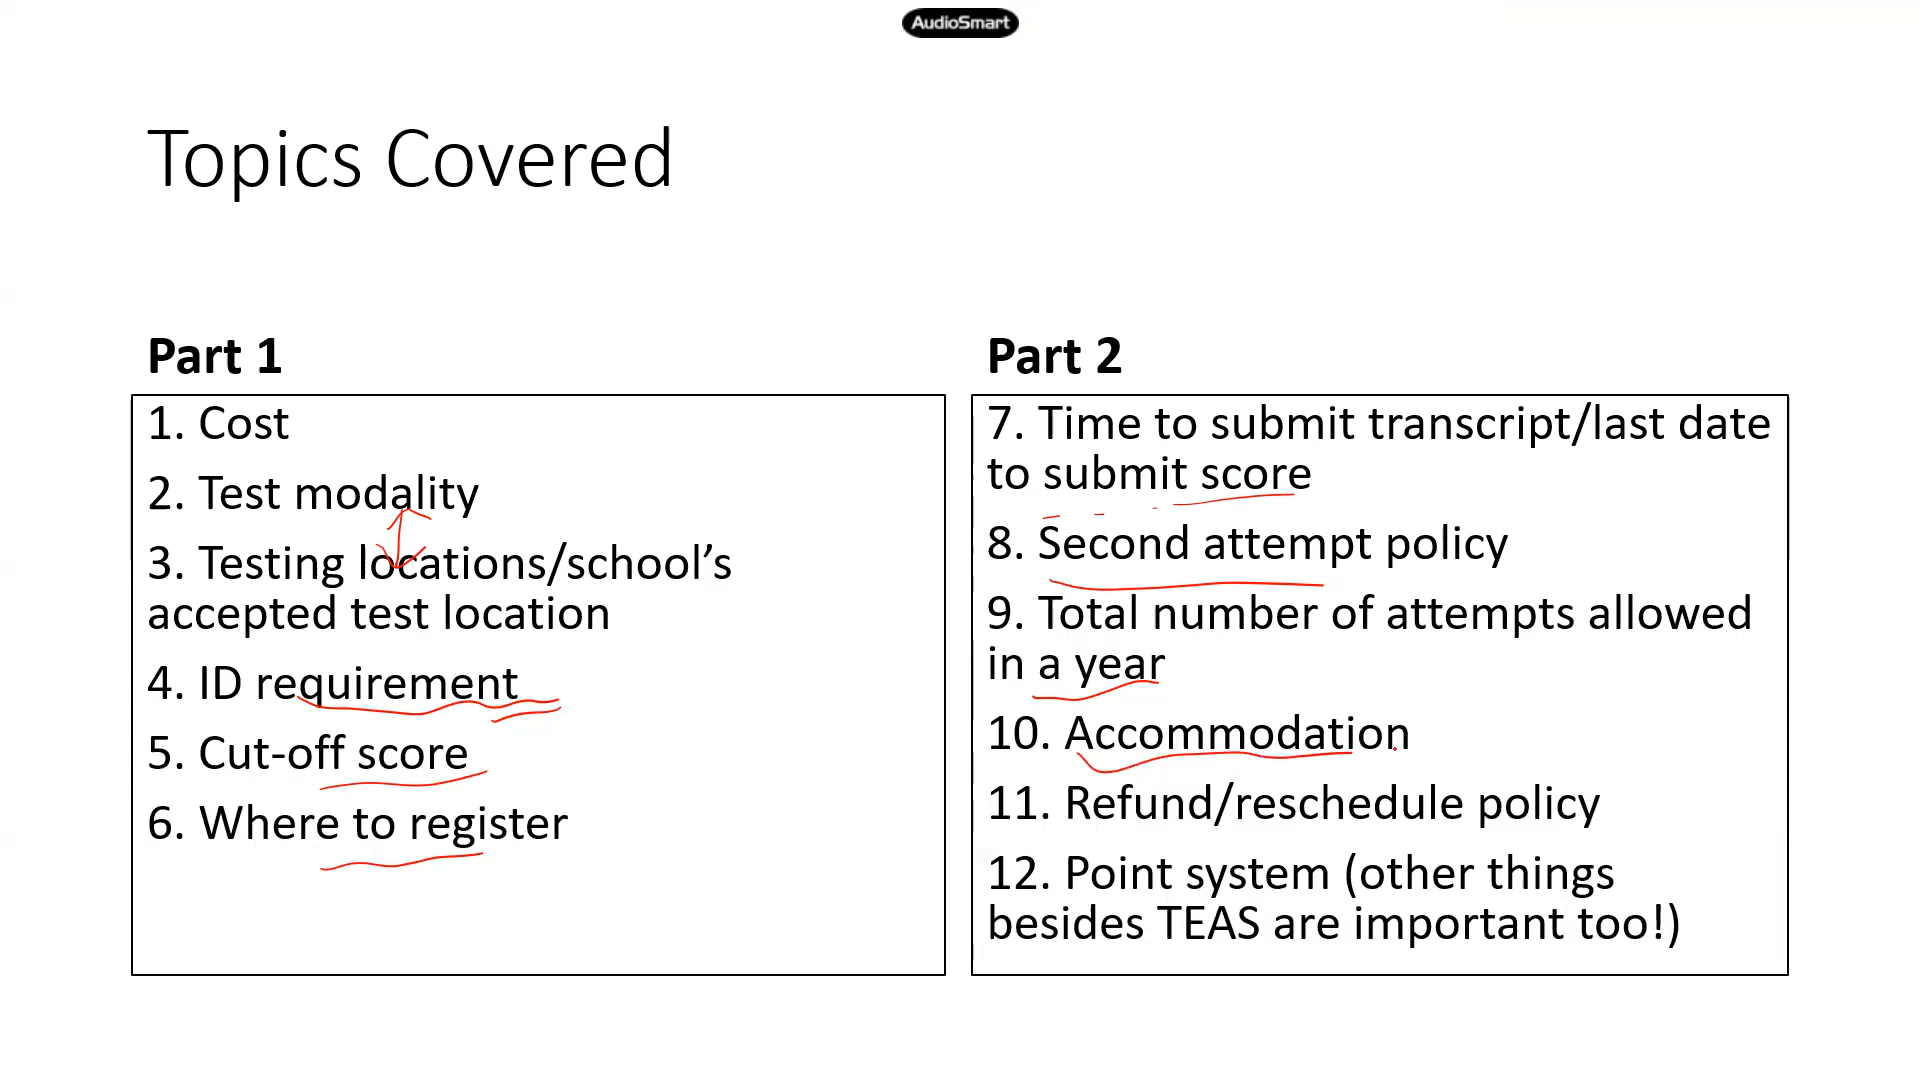 AudioSmart
Topics Covered
Part 1
1. Cost
2. Test modality
3. Testing locations/school’s
accepted test location
4. ID requirement
5. Cut-off score
6. Where to register
Part 2
7. Time to submit transcript/last date
to submit score
8. Second attempt policy
9. Total number of attempts allowed
in a year
10. Accommodation
11. Refund/reschedule policy
12. Point system (other things
besides TEAS are important too!)